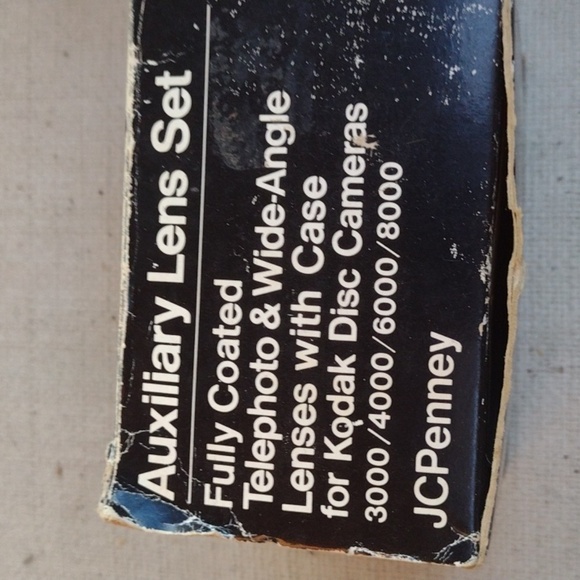 Auxiliary Lens Set
Fully Coated
Telephoto & Wide-Angle
Lenses with Case
for Kodak Disc Cameras
3000/4000/6000/8000
JCPenney